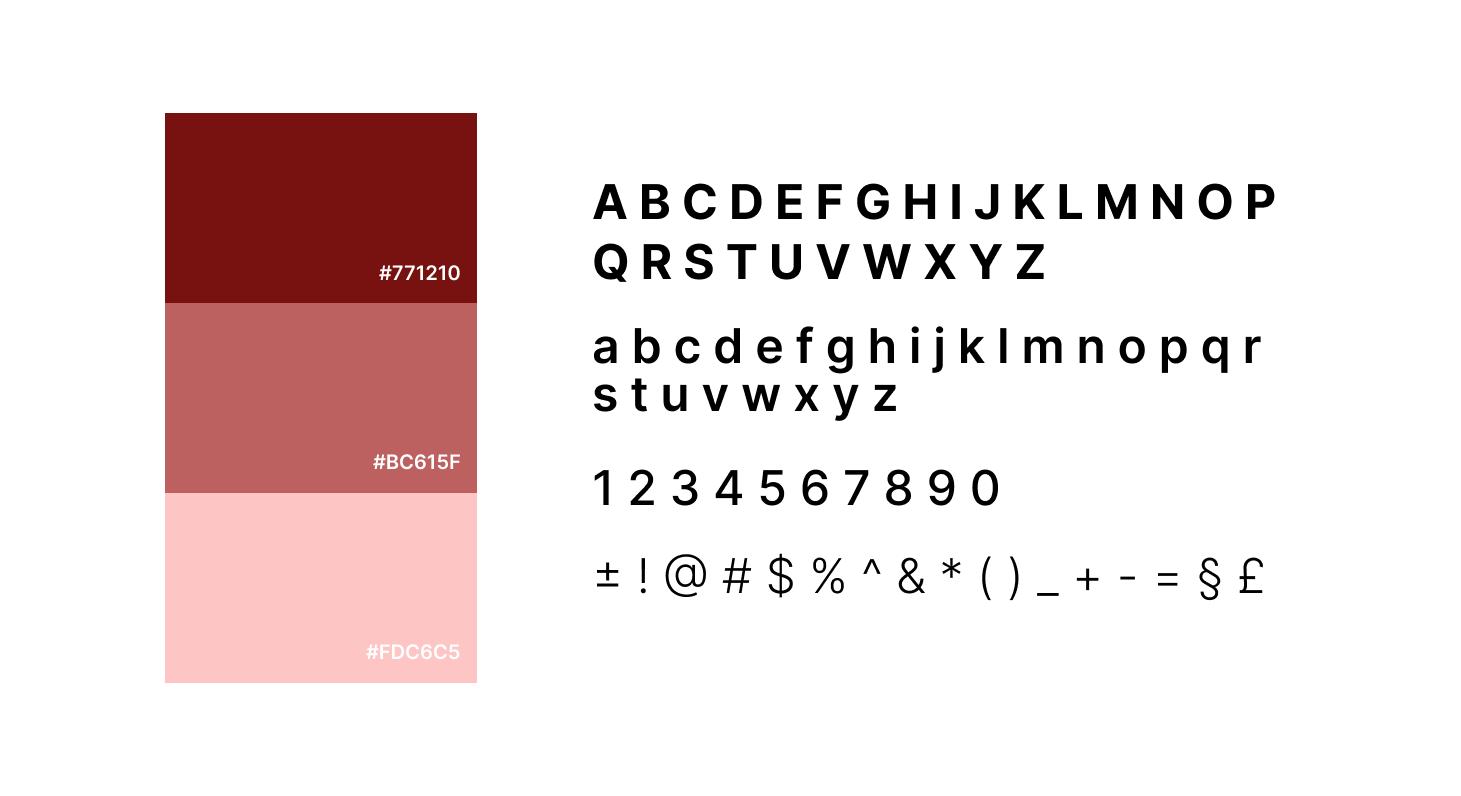 #771210
#BC615F
#FDC6C5
A B C D E F G H I J K L M N O P
Q R S T U V W X Y Z
a b c d e f g h i j k l m n o p q r
s t u v w x y z
1 2 3 4 5 6 7 8 9 0
± ! @ # $ % ^ & * ( ) _ + - = § £